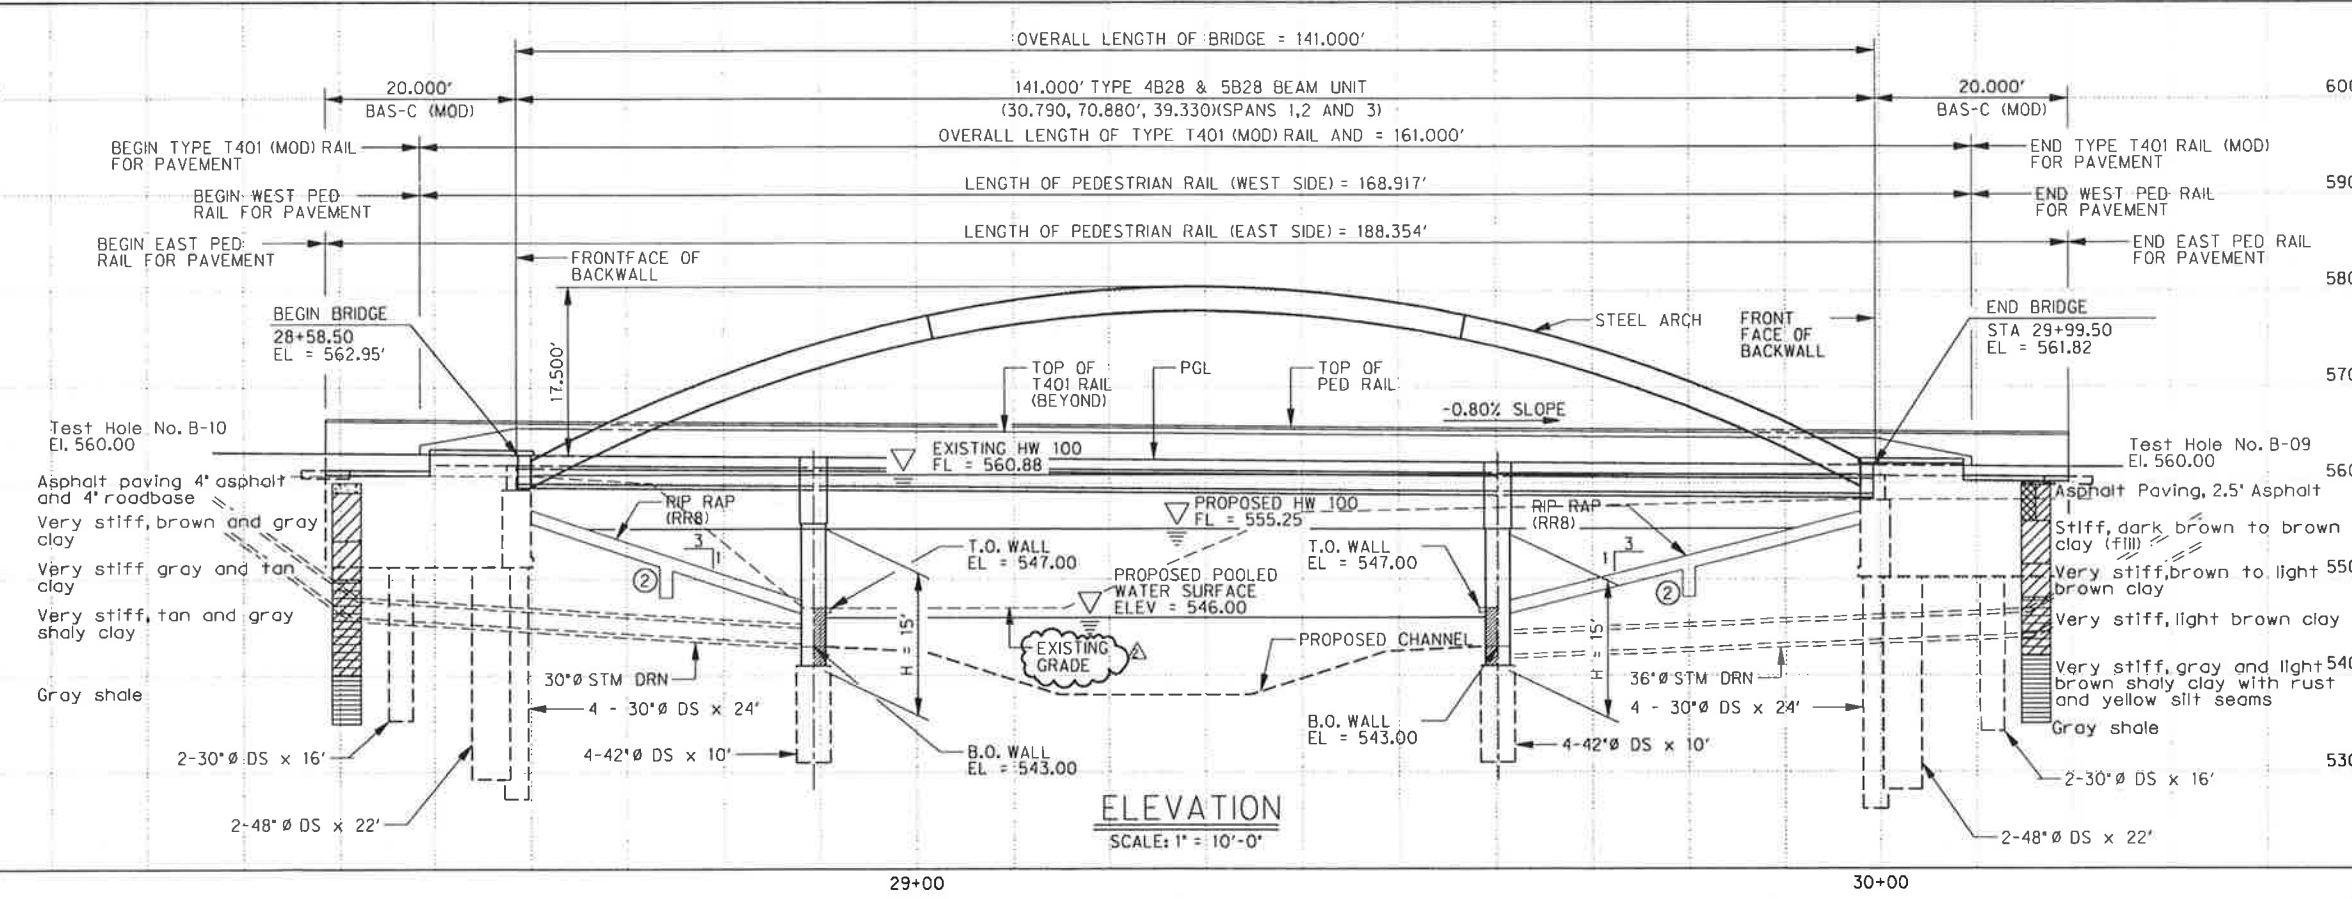 OVERALL LENGTH OF BRIDGE = 141.000'
20.000'
BAS-C (MOD)
141.000' TYPE 4B28 & 5B28 BEAM UNIT
(30.790, 70.880', 39.330)(SPANS 1,2 AND 3)
20.000'
BAS-C (MOD)
OVERALL LENGTH OF TYPE T401 (MOD) RAIL AND = 161.000'
BEGIN TYPE T401 (MOD) RAIL
FOR PAVEMENT
END TYPE T401 RAIL (MOD)
FOR PAVEMENT
BEGIN WEST PED
RAIL FOR PAVEMENT
LENGTH OF PEDESTRIAN RAIL (WEST SIDE) = 168.917'
END WEST PED RAIL
FOR PAVEMENT
BEGIN EAST PED
RAIL FOR PAVEMENT
LENGTH OF PEDESTRIAN RAIL (EAST SIDE) = 188.354'
END EAST PED RAIL
FOR PAVEMENT
FRONTFACE OF
BACKWALL
BEGIN BRIDGE
28+58.50
EL = 562.95'
17.500'
STEEL ARCH
FRONT
FACE OF
BACKWALL
END BRIDGE
STA 29+99.50
EL = 561.82
TOP OF
T401 RAIL
(BEYOND)
PGL
TOP OF
PED RAIL
-0.80% SLOPE
Test Hole No. B-10
El. 560.00
EXISTING HW 100
FL = 560.88
Test Hole No. B-09
El. 560.00
Asphalt paving 4" asphalt
and 4" roadbase
Very stiff, brown and gray
clay
Very stiff gray and tan
clay
Very stiff, tan and gray
shaly clay
Gray shale
RIP RAP
(RR8)
3
1
2
PROPOSED HW 100
FL = 555.25
RIP RAP
(RR8)
3
1
2
T.O. WALL
EL = 547.00
T.O. WALL
EL = 547.00
PROPOSED POOLED
WATER SURFACE
ELEV = 546.00
H = 15'
H = 15'
EXISTING
GRADE
PROPOSED CHANNEL
Asphalt Paving, 2.5" Asphalt
Stiff, dark brown to brown
clay (fill)
Very stiff, brown to light
brown clay
Very stiff, light brown clay
Very stiff, gray and light
brown shaly clay with rust
and yellow silt seams
Gray shale
30"Ø STM DRN
36"Ø STM DRN
4 - 30"Ø DS x 24'
4 - 30"Ø DS x 24'
2-30"Ø DS x 16'
4-42"Ø DS x 10'
B.O. WALL
EL = 543.00
B.O. WALL
EL = 543.00
4-42"Ø DS x 10'
2-30"Ø DS x 16'
2-48"Ø DS x 22'
2-48"Ø DS x 22'
ELEVATION
SCALE: 1" = 10'-0"
29+00
30+00